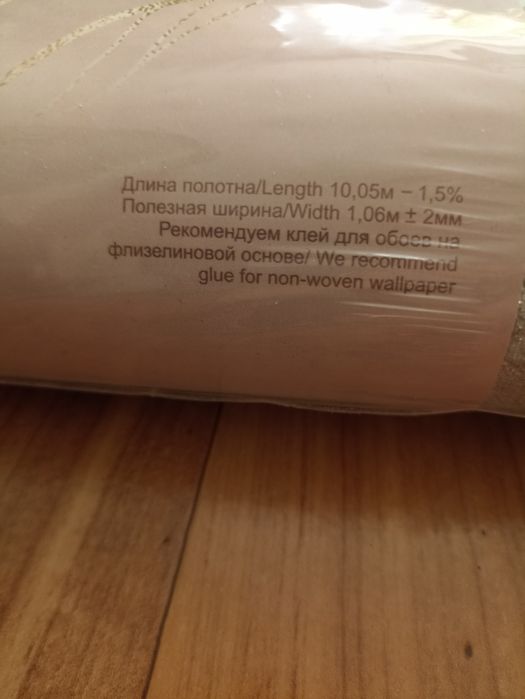 Длина полотна/Length 10,05м – 1,5%
Полезная ширина/Width 1,06м ± 2мм
Рекомендуем клей для обоев на
флизелиновой основе/ We recommend
glue for non-woven wallpaper